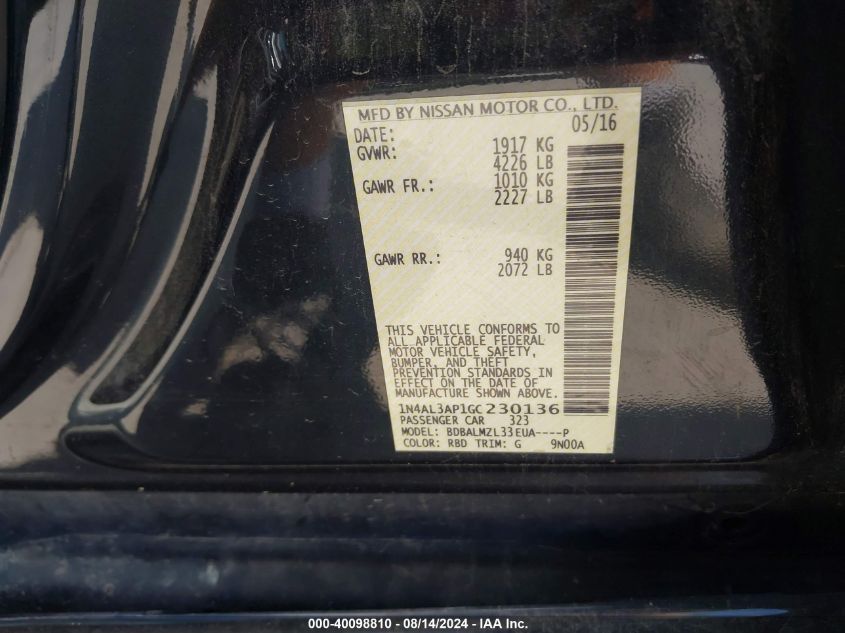 MFD BY NISSAN MOTOR CO., LTD.
DATE: 05/16
GVWR: 1917 KG
4226 LB
GAWR FR.: 1010 KG
2227 LB
GAWR RR.: 940 KG
2072 LB
THIS VEHICLE CONFORMS TO
ALL APPLICABLE FEDERAL
MOTOR VEHICLE SAFETY,
BUMPER, AND THEFT
PREVENTION STANDARDS IN
EFFECT ON THE DATE OF
MANUFACTURE SHOWN ABOVE.
1N4AL3AP1GC230136
PASSENGER CAR 323
MODEL: BDBALMZL33EUA----P
COLOR: RBD TRIM: G 9N00A
000-40098810 - 08/14/2024 - IAA Inc.